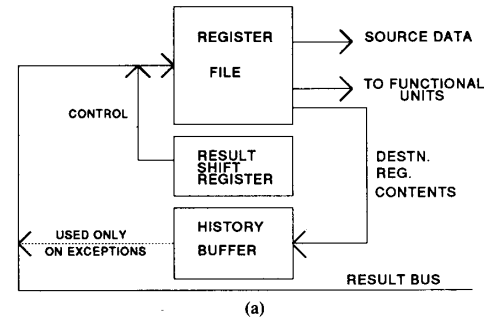 REGISTER
FILE
SOURCE DATA
TO FUNCTIONAL
UNITS
CONTROL
RESULT
SHIFT
REGISTER
DESTN.
REG.
CONTENTS
USED ONLY
ON EXCEPTIONS
HISTORY
BUFFER
RESULT BUS
(a)